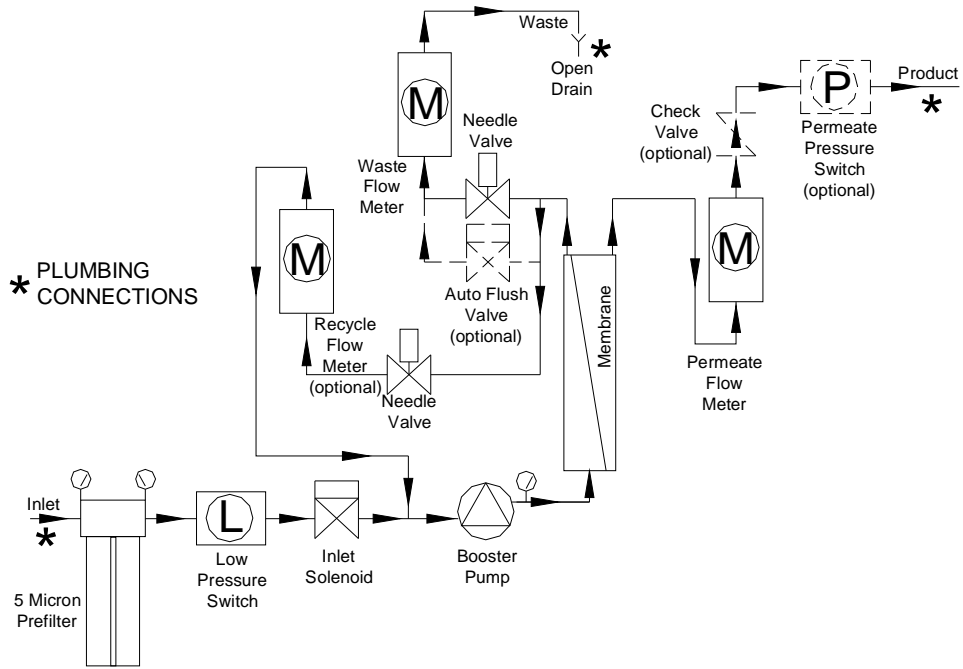 Waste
*
Open
Drain
M
Needle
Valve
Waste
Flow
Meter
P
Product
*
Check
Valve
(optional)
Permeate
Pressure
Switch
(optional)
M
* PLUMBING
CONNECTIONS
M
Recycle
Flow
Meter
(optional)
Auto Flush
Valve
(optional)
Needle
Valve
Membrane
Permeate
Flow
Meter
Inlet
*
L
Low
Pressure
Switch
Inlet
Solenoid
Booster
Pump
5 Micron
Prefilter